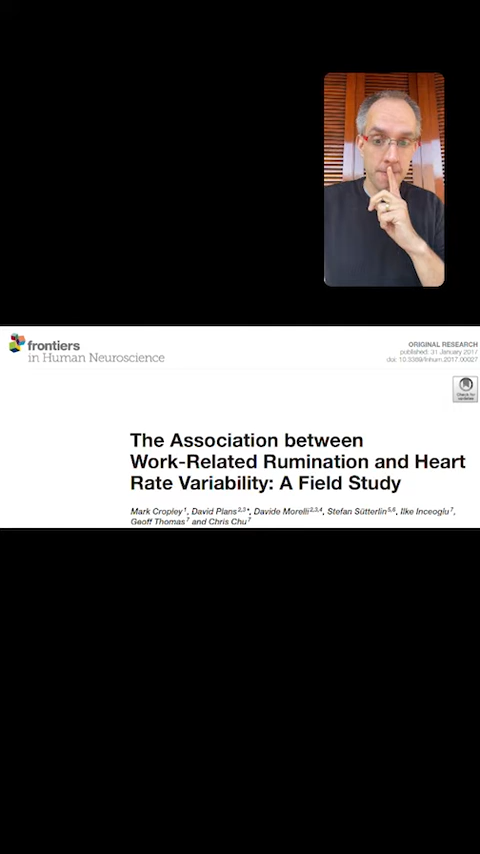 frontiers
in Human Neuroscience
ORIGINAL RESEARCH
published: 31 January 2017
doi: 10.3389/fnhum.2017.00027
Check for
updates
The Association between
Work-Related Rumination and Heart
Rate Variability: A Field Study
Mark Cropley1, David Plans2,3*, Davide Morelli2,3,4, Stefan Sütterlin5,6, Ilke Inceoglu7,
Geoff Thomas7 and Chris Chu7